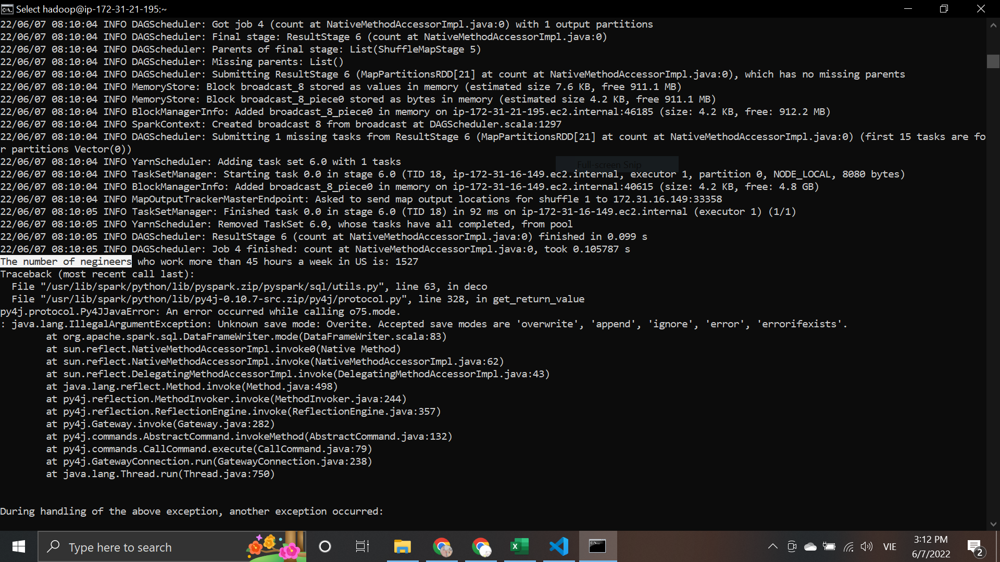 Select hadoop@ip-172-31-21-195:~
22/06/07 08:10:04 INFO DAGScheduler: Got job 4 (count at NativeMethodAccessorImpl.java:0) with 1 output partitions
22/06/07 08:10:04 INFO DAGScheduler: Final stage: ResultStage 6 (count at NativeMethodAccessorImpl.java:0)
22/06/07 08:10:04 INFO DAGScheduler: Parents of final stage: List(ShuffleMapStage 5)
22/06/07 08:10:04 INFO DAGScheduler: Missing parents: List()
22/06/07 08:10:04 INFO DAGScheduler: Submitting ResultStage 6 (MapPartitionsRDD[21] at count at NativeMethodAccessorImpl.java:0), which has no missing parents
22/06/07 08:10:04 INFO MemoryStore: Block broadcast_8 stored as values in memory (estimated size 7.6 KB, free 911.1 MB)
22/06/07 08:10:04 INFO MemoryStore: Block broadcast_8_piece0 stored as bytes in memory (estimated size 4.2 KB, free 911.1 MB)
22/06/07 08:10:04 INFO BlockManagerInfo: Added broadcast_8_piece0 in memory on ip-172-31-21-195.ec2.internal:46185 (size: 4.2 KB, free: 912.2 MB)
22/06/07 08:10:04 INFO SparkContext: Created broadcast 8 from broadcast at DAGScheduler.scala:1297
22/06/07 08:10:04 INFO DAGScheduler: Submitting 1 missing tasks from ResultStage 6 (MapPartitionsRDD[21] at count at NativeMethodAccessorImpl.java:0) (first 15 tasks are fo
r partitions Vector(0))
22/06/07 08:10:04 INFO YarnScheduler: Adding task set 6.0 with 1 tasks
Full-screen Snip
22/06/07 08:10:04 INFO TaskSetManager: Starting task 0.0 in stage 6.0 (TID 18, ip-172-31-16-149.ec2.internal, executor 1, partition 0, NODE_LOCAL, 8080 bytes)
22/06/07 08:10:04 INFO BlockManagerInfo: Added broadcast_8_piece0 in memory on ip-172-31-16-149.ec2.internal:40615 (size: 4.2 KB, free: 4.8 GB)
22/06/07 08:10:04 INFO MapOutputTrackerMasterEndpoint: Asked to send map output locations for shuffle 1 to 172.31.16.149:33358
22/06/07 08:10:05 INFO TaskSetManager: Finished task 0.0 in stage 6.0 (TID 18) in 92 ms on ip-172-31-16-149.ec2.internal (executor 1) (1/1)
22/06/07 08:10:05 INFO YarnScheduler: Removed TaskSet 6.0, whose tasks have all completed, from pool
22/06/07 08:10:05 INFO DAGScheduler: ResultStage 6 (count at NativeMethodAccessorImpl.java:0) finished in 0.099 s
22/06/07 08:10:05 INFO DAGScheduler: Job 4 finished: count at NativeMethodAccessorImpl.java:0, took 0.105787 s
The number of negineers who work more than 45 hours a week in US is: 1527
Traceback (most recent call last):
  File "/usr/lib/spark/python/lib/pyspark.zip/pyspark/sql/utils.py", line 63, in deco
  File "/usr/lib/spark/python/lib/py4j-0.10.7-src.zip/py4j/protocol.py", line 328, in get_return_value
py4j.protocol.Py4JJavaError: An error occurred while calling o75.mode.
: java.lang.IllegalArgumentException: Unknown save mode: Overite. Accepted save modes are 'overwrite', 'append', 'ignore', 'error', 'errorifexists'.
        at org.apache.spark.sql.DataFrameWriter.mode(DataFrameWriter.scala:83)
        at sun.reflect.NativeMethodAccessorImpl.invoke0(Native Method)
        at sun.reflect.NativeMethodAccessorImpl.invoke(NativeMethodAccessorImpl.java:62)
        at sun.reflect.DelegatingMethodAccessorImpl.invoke(DelegatingMethodAccessorImpl.java:43)
        at java.lang.reflect.Method.invoke(Method.java:498)
        at py4j.reflection.MethodInvoker.invoke(MethodInvoker.java:244)
        at py4j.reflection.ReflectionEngine.invoke(ReflectionEngine.java:357)
        at py4j.Gateway.invoke(Gateway.java:282)
        at py4j.commands.AbstractCommand.invokeMethod(AbstractCommand.java:132)
        at py4j.commands.CallCommand.execute(CallCommand.java:79)
        at py4j.GatewayConnection.run(GatewayConnection.java:238)
        at java.lang.Thread.run(Thread.java:750)
During handling of the above exception, another exception occurred:
Type here to search
VIE
3:12 PM
6/7/2022
2